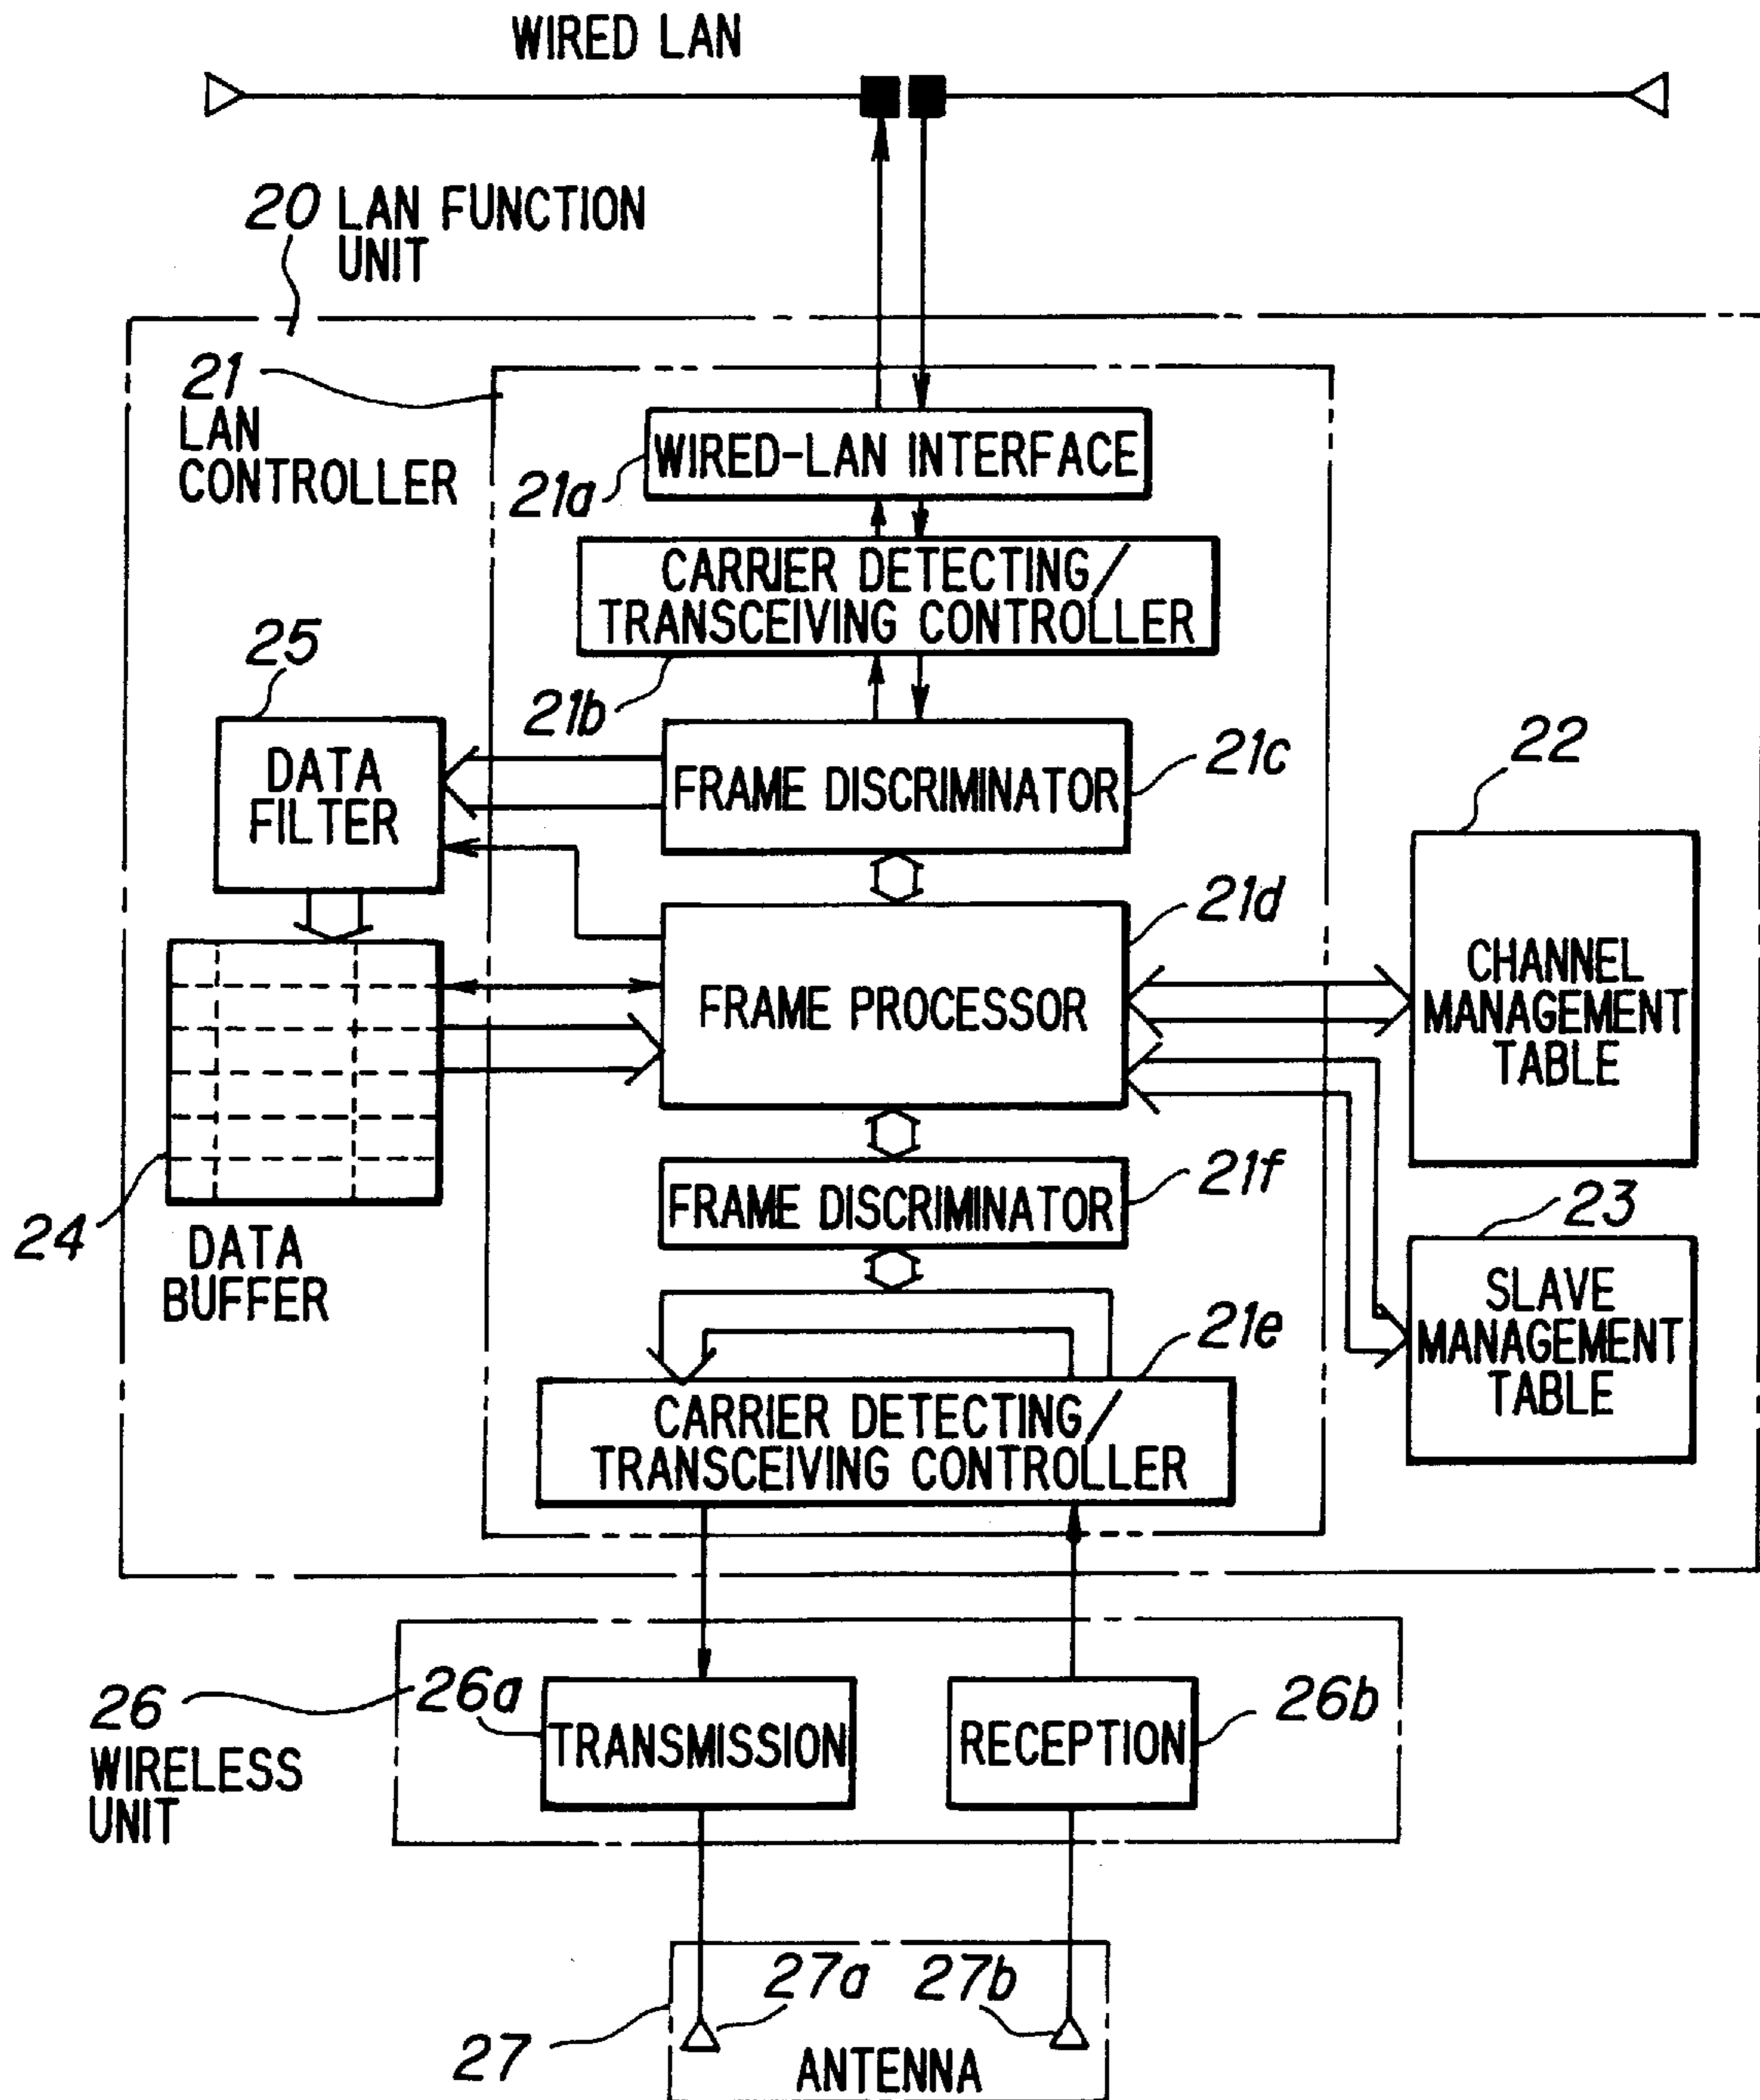 WIRED LAN
20 LAN FUNCTION
UNIT
21
LAN
CONTROLLER
WIRED-LAN INTERFACE
21a
CARRIER DETECTING/
TRANSCEIVING CONTROLLER
21b
25
DATA
FILTER
FRAME DISCRIMINATOR
21c
22
CHANNEL
MANAGEMENT
TABLE
21d
FRAME PROCESSOR
24
DATA
BUFFER
FRAME DISCRIMINATOR
21f
23
SLAVE
MANAGEMENT
TABLE
21e
CARRIER DETECTING/
TRANSCEIVING CONTROLLER
26
WIRELESS
UNIT
26a
TRANSMISSION
RECEPTION
26b
27a
27b
27
ANTENNA